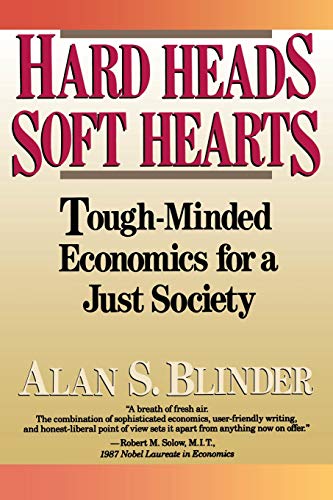 HARD HEADS
SOFT HEARTS
Tough-Minded
Economics for a
Just Society
ALAN S. BLINDER
"A breath of fresh air.
The combination of sophisticated economics, user-friendly writing,
and honest-liberal point of view sets it apart from anything now on offer."
—Robert M. Solow, M.I.T.,
1987 Nobel Laureate in Economics